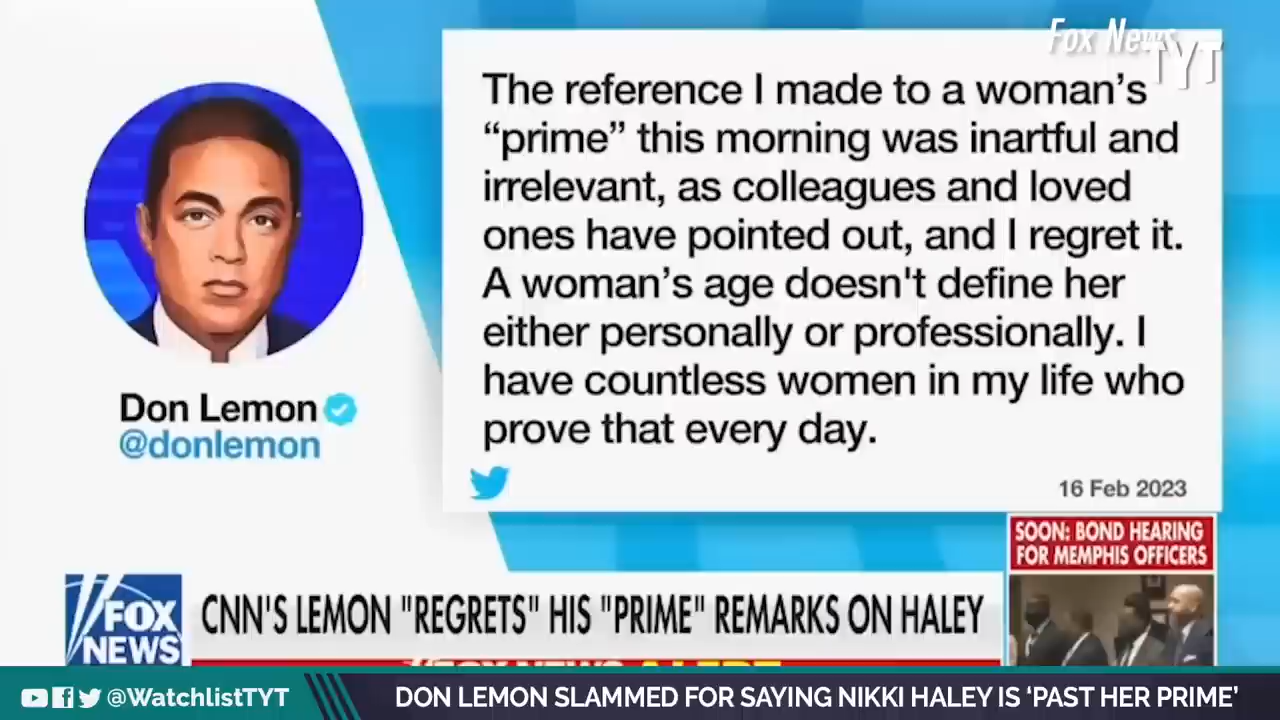 Fox News
TYT
The reference I made to a woman’s
“prime” this morning was inartful and
irrelevant, as colleagues and loved
ones have pointed out, and I regret it.
A woman’s age doesn't define her
either personally or professionally. I
have countless women in my life who
prove that every day.
Don Lemon
@donlemon
16 Feb 2023
SOON: BOND HEARING
FOR MEMPHIS OFFICERS
FOX
NEWS
CNN'S LEMON "REGRETS" HIS "PRIME" REMARKS ON HALEY
FOX NEWS ALERT
@WatchlistTYT
DON LEMON SLAMMED FOR SAYING NIKKI HALEY IS ‘PAST HER PRIME’